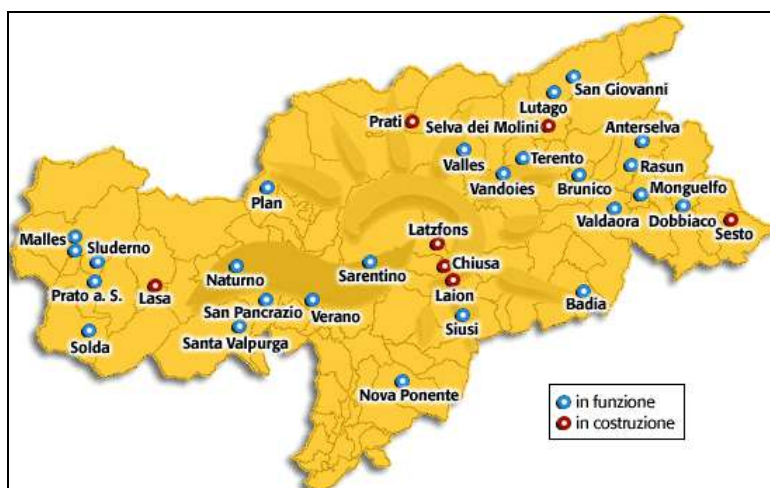 San Giovanni
Lutago
Prati
Selva dei Molini
Anterselva
Valles
Terento
Rasun
Vandoies
Brunico
Monguelfo
Plan
Valdaora
Dobbiaco
Sesto
Latzfons
Malles
Sluderno
Chiusa
Naturno
Sarentino
Prato a. S.
Lasa
Laion
Badia
San Pancrazio
Verano
Siusi
Solda
Santa Valpurga
Nova Ponente
in funzione
in costruzione